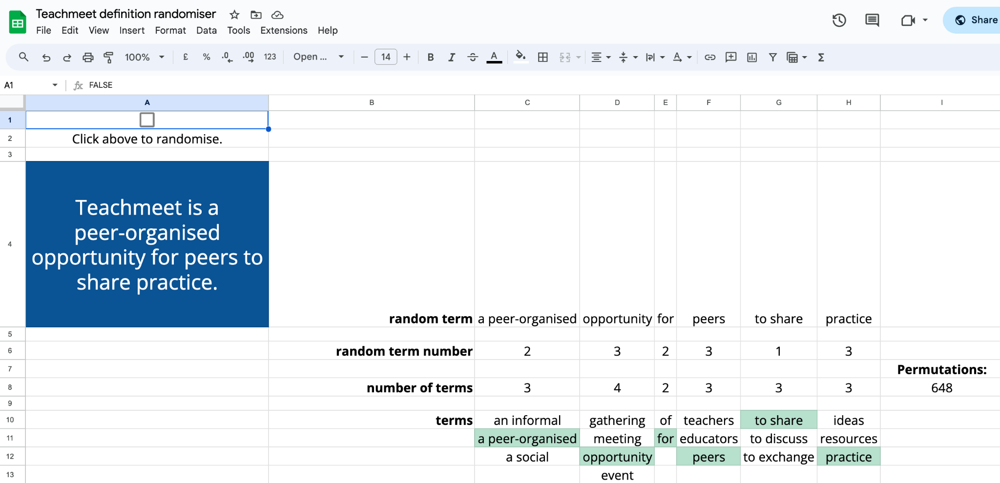 Teachmeet definition randomiser
File Edit View Insert Format Data Tools Extensions Help
Share
100% £ % .0 .00 123 Open ... 14 B I A A Σ
A1 fx FALSE
A B C D E F G H I
1
2 Click above to randomise.
3
Teachmeet is a
peer-organised
4
opportunity for peers to
share practice.
random term a peer-organised opportunity for peers to share practice
5
6 random term number 2 3 2 3 1 3
7 Permutations:
8 number of terms 3 4 2 3 3 3 648
9
10 terms an informal gathering of teachers to share ideas
11 a peer-organised meeting for educators to discuss resources
12 a social opportunity peers to exchange practice
13 event